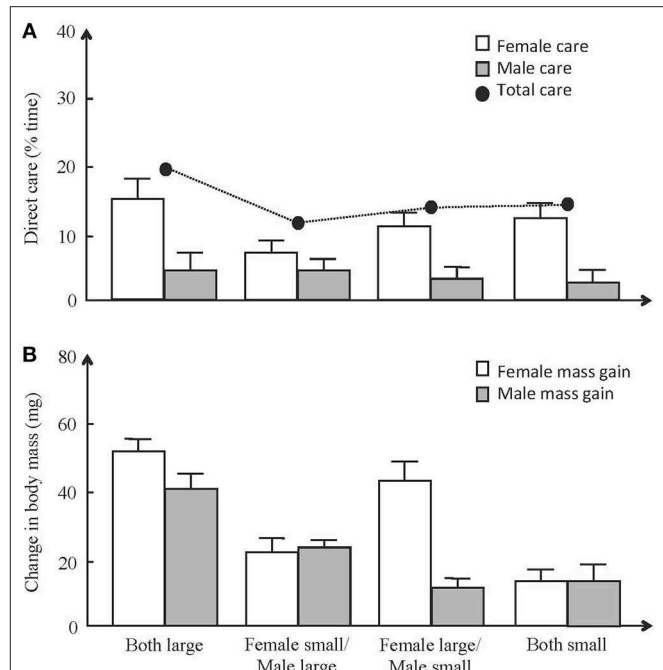 A
40
30
20
10
0
Direct care (% time)
Female care
Male care
Total care
B
80
60
40
20
0
Change in body mass (mg)
Female mass gain
Male mass gain
Both large
Female small/
Male large
Female large/
Male small
Both small